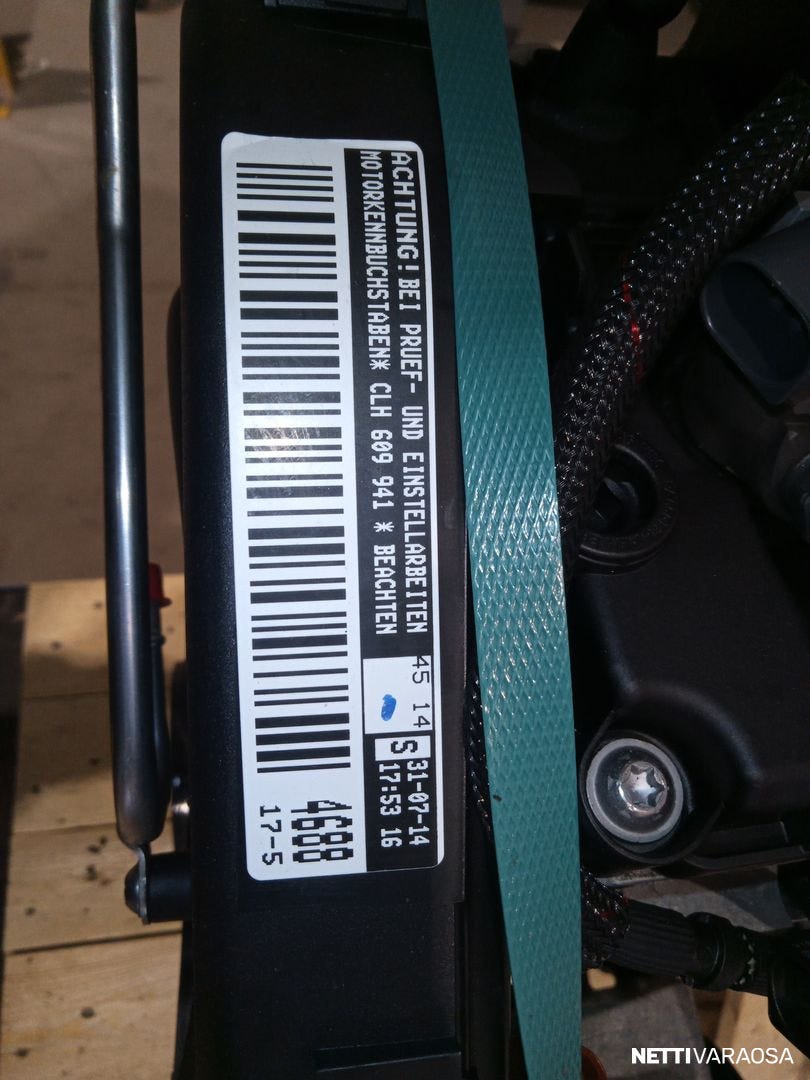 ACHTUNG! BEI PRUEF- UND EINSTELLARBEITEN
MOTORKENNBUCHSTABEN* CLH 609 941 * BEACHTEN
45 14
S
31-07-14
17:53 16
4600
17-5
NETTIVARAOSA